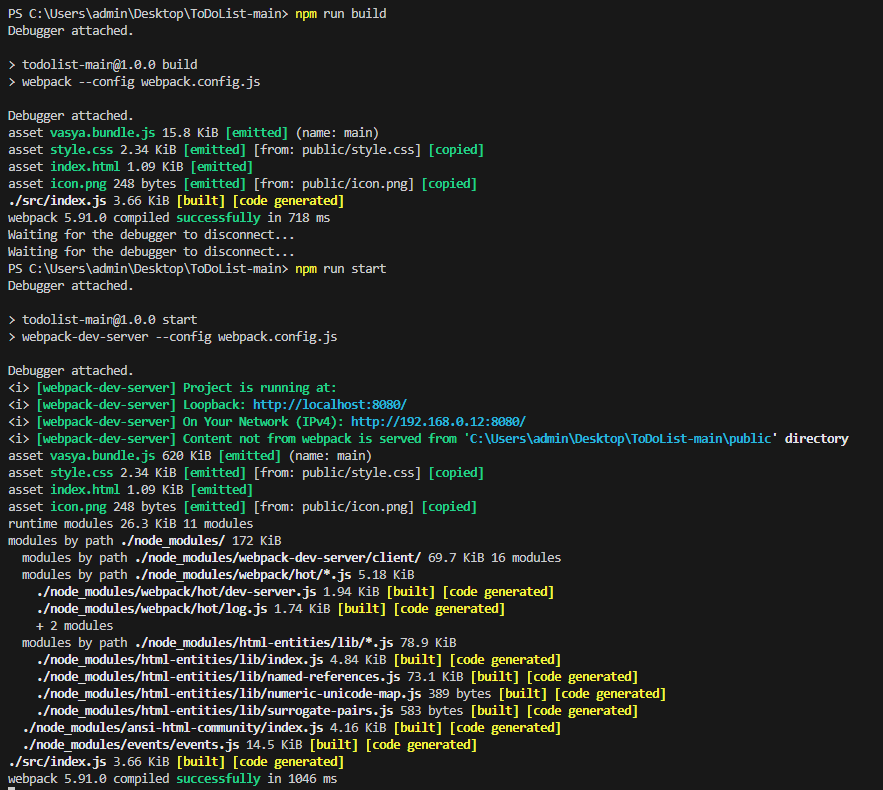 PS C:\Users\admin\Desktop\ToDoList-main> npm run build
Debugger attached.
> todolist-main@1.0.0 build
> webpack --config webpack.config.js
Debugger attached.
asset vasya.bundle.js 15.8 KiB [emitted] (name: main)
asset style.css 2.34 KiB [emitted] [from: public/style.css] [copied]
asset index.html 1.09 KiB [emitted]
asset icon.png 248 bytes [emitted] [from: public/icon.png] [copied]
./src/index.js 3.66 KiB [built] [code generated]
webpack 5.91.0 compiled successfully in 718 ms
Waiting for the debugger to disconnect...
Waiting for the debugger to disconnect...
PS C:\Users\admin\Desktop\ToDoList-main> npm run start
Debugger attached.
> todolist-main@1.0.0 start
> webpack-dev-server --config webpack.config.js
Debugger attached.
<i> [webpack-dev-server] Project is running at:
<i> [webpack-dev-server] Loopback: http://localhost:8080/
<i> [webpack-dev-server] On Your Network (IPv4): http://192.168.0.12:8080/
<i> [webpack-dev-server] Content not from webpack is served from 'C:\Users\admin\Desktop\ToDoList-main\public' directory
asset vasya.bundle.js 620 KiB [emitted] (name: main)
asset style.css 2.34 KiB [emitted] [from: public/style.css] [copied]
asset index.html 1.09 KiB [emitted]
asset icon.png 248 bytes [emitted] [from: public/icon.png] [copied]
runtime modules 26.3 KiB 11 modules
modules by path ./node_modules/ 172 KiB
modules by path ./node_modules/webpack-dev-server/client/ 69.7 KiB 16 modules
modules by path ./node_modules/webpack/hot/*.js 5.18 KiB
./node_modules/webpack/hot/dev-server.js 1.94 KiB [built] [code generated]
./node_modules/webpack/hot/log.js 1.74 KiB [built] [code generated]
+ 2 modules
modules by path ./node_modules/html-entities/lib/*.js 78.9 KiB
./node_modules/html-entities/lib/index.js 4.84 KiB [built] [code generated]
./node_modules/html-entities/lib/named-references.js 73.1 KiB [built] [code generated]
./node_modules/html-entities/lib/numeric-unicode-map.js 389 bytes [built] [code generated]
./node_modules/html-entities/lib/surrogate-pairs.js 583 bytes [built] [code generated]
./node_modules/ansi-html-community/index.js 4.16 KiB [built] [code generated]
./node_modules/events/events.js 14.5 KiB [built] [code generated]
./src/index.js 3.66 KiB [built] [code generated]
webpack 5.91.0 compiled successfully in 1046 ms